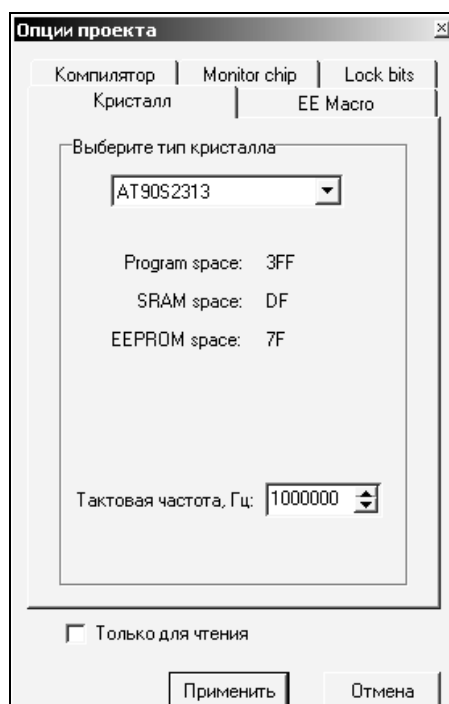 Опции проекта
Компилятор Monitor chip Lock bits
Кристалл EE Macro
Выберите тип кристалла
AT90S2313
Program space: 3FF
SRAM space: DF
EEPROM space: 7F
Тактовая частота, Гц: 1000000
Только для чтения
Применить Отмена